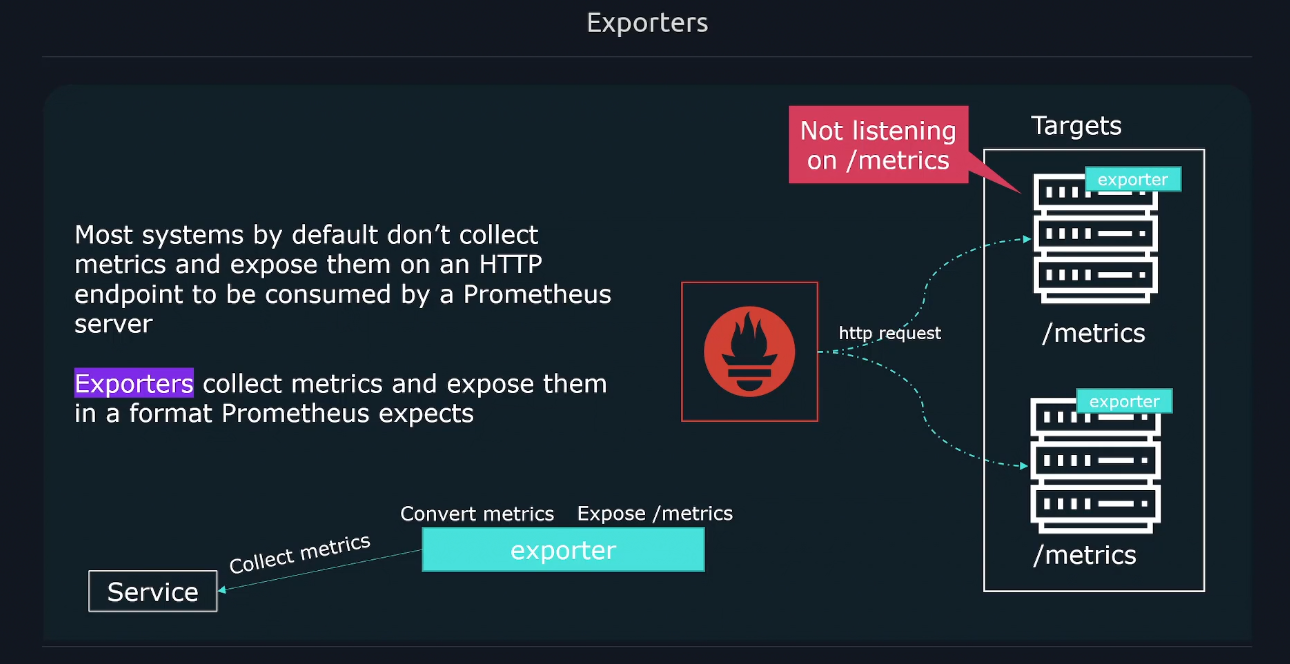 Exporters
Not listening
on /metrics
Targets
exporter
Most systems by default don’t collect
metrics and expose them on an HTTP
endpoint to be consumed by a Prometheus
server
http request
/metrics
Exporters collect metrics and expose them
in a format Prometheus expects
exporter
Convert metrics Expose /metrics
exporter
Collect metrics
Service
/metrics